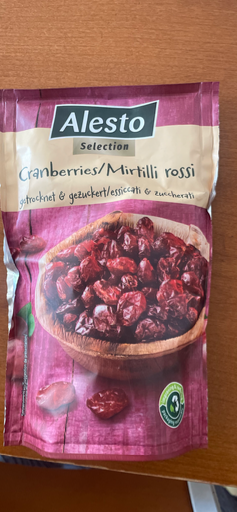 Alesto
Selection
Cranberries/Mirtilli rossi
getrocknet & gezuckert/essiccati & zuccherati